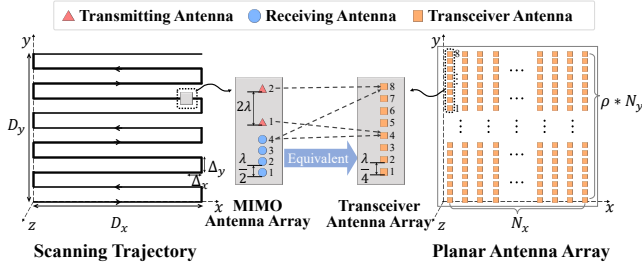 Transmitting Antenna
Receiving Antenna
Transceiver Antenna
y
D_y
Δ_y
Δ_x
D_x
x
z
Scanning Trajectory
2
2λ
1
4
3
2
1
λ/2
MIMO
Antenna Array
Equivalent
8
7
6
5
4
3
2
1
λ/4
Transceiver
Antenna Array
y
8
1
...
...
ρ * N_y
N_x
x
z
Planar Antenna Array